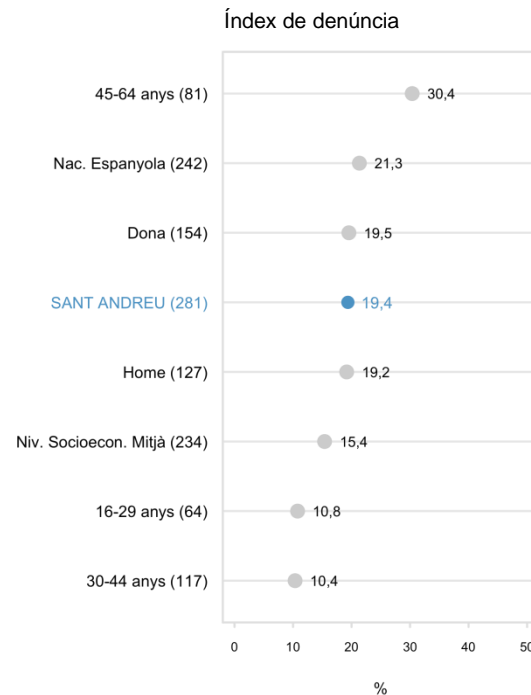 Índex de denúncia
45-64 anys (81) 30,4
Nac. Espanyola (242) 21,3
Dona (154) 19,5
SANT ANDREU (281) 19,4
Home (127) 19,2
Niv. Socioecon. Mitjà (234) 15,4
16-29 anys (64) 10,8
30-44 anys (117) 10,4
0 10 20 30 40 50
%